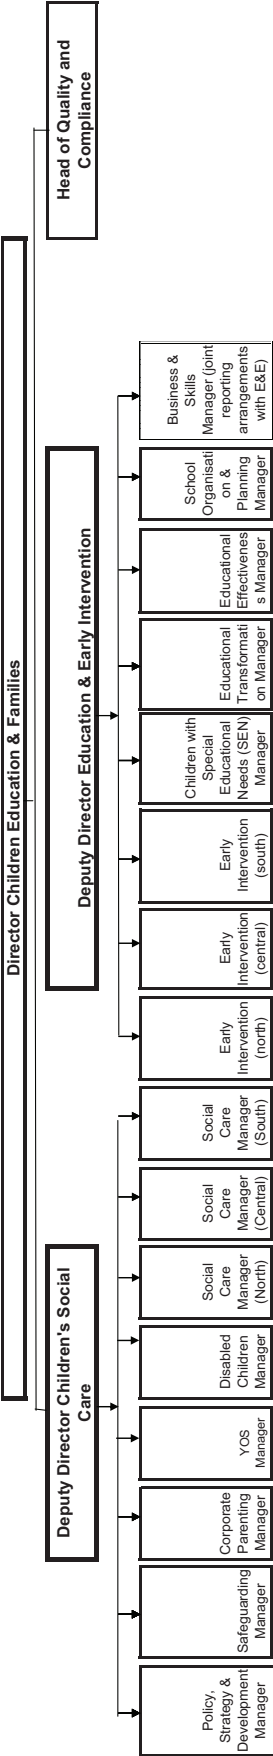 Director Children Education & Families
Deputy Director Children's Social
Care
Deputy Director Education & Early Intervention
Head of Quality and
Compliance
Policy,
Strategy &
Development
Manager
Safeguarding
Manager
Corporate
Parenting
Manager
YOS
Manager
Disabled
Children
Manager
Social
Care
Manager
(North)
Social
Care
Manager
(Central)
Social
Care
Manager
(South)
Early
Intervention
(north)
Early
Intervention
(central)
Early
Intervention
(south)
Children with
Special
Educational
Needs (SEN)
Manager
Educational
Transformati
on Manager
Educational
Effectivenes
s Manager
School
Organisati
on &
Planning
Manager
Business &
Skills
Manager (joint
reporting
arrangements
with E&E)